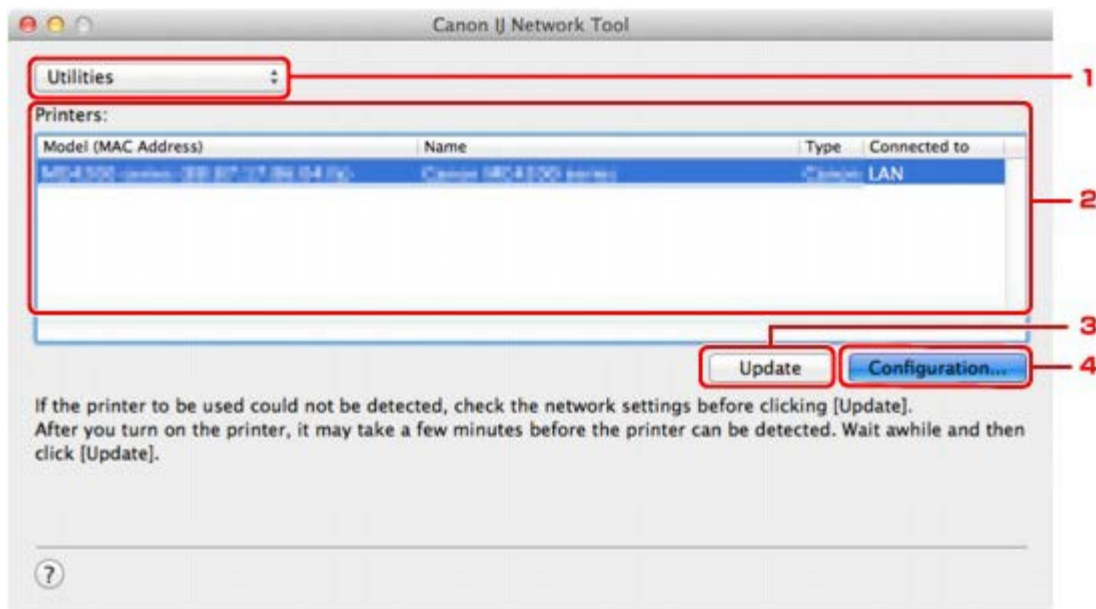 Canon IJ Network Tool
Utilities
1
Printers:
Model (MAC Address) Name Type Connected to
Canon series Canon LAN
2
3
Update Configuration... 4
If the printer to be used could not be detected, check the network settings before clicking [Update].
After you turn on the printer, it may take a few minutes before the printer can be detected. Wait awhile and then
click [Update].
?